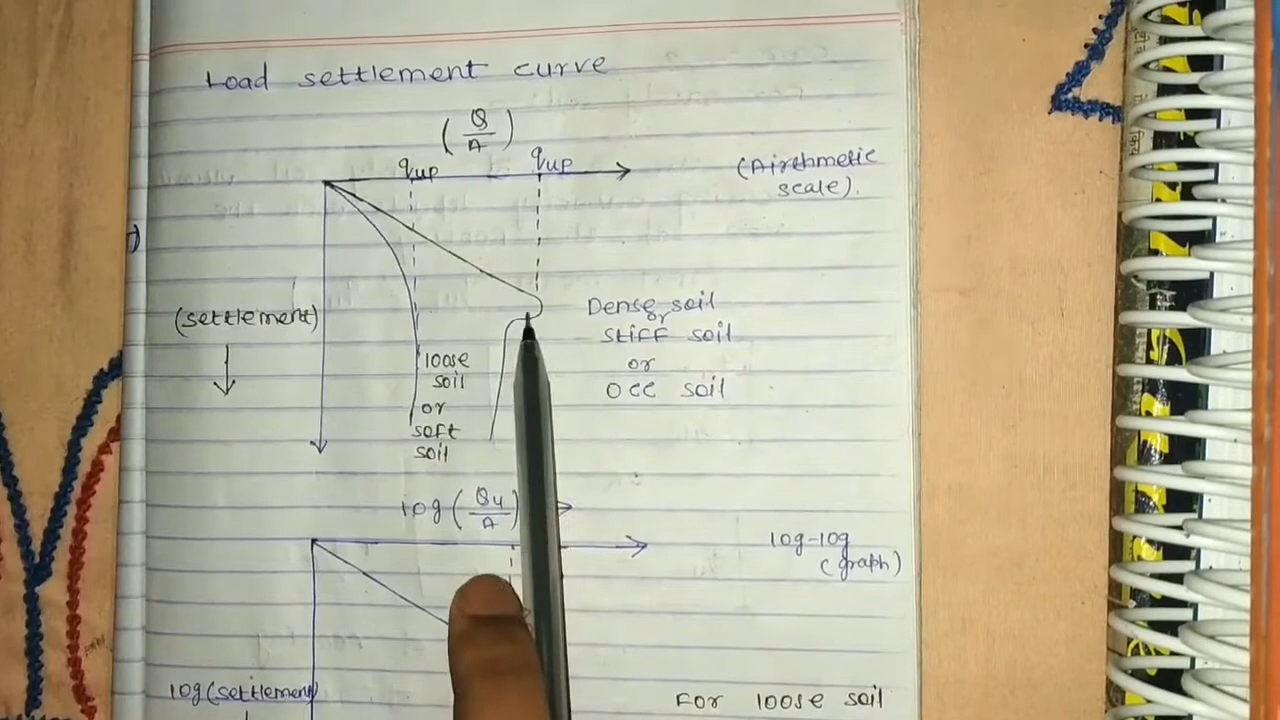 Load settlement curve
(Q/A)
qup qup
(Airthmetic
scale).
(settlement)
Dense soil
or
stiff soil
or
OCC soil
loose
soil
or
soft
soil
log (Qu/A)
log-log
(graph)
log(settlement)
For loose soil